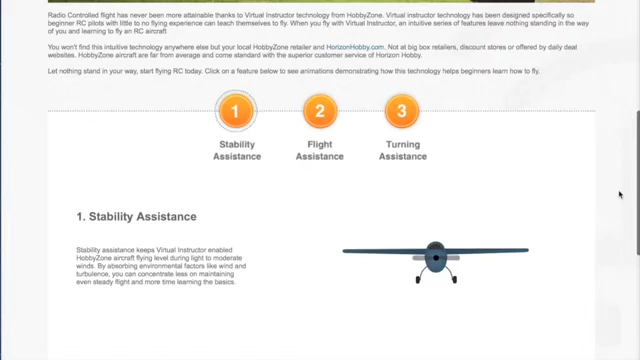 Radio Controlled flight has never been more attainable thanks to Virtual Instructor technology from HobbyZone. Virtual instructor technology has been designed specifically so
beginner RC pilots with little to no flying experience can teach themselves to fly. When you fly with Virtual Instructor, an intuitive series of features leave nothing standing in the way
of you and learning to fly an RC aircraft
You won't find this intuitive technology anywhere else but your local HobbyZone retailer and HorizonHobby.com. Not at big box retailers, discount stores or offered by daily deal
websites. HobbyZone aircraft are far from average and come standard with the superior customer service of Horizon Hobby.
Let nothing stand in your way, start flying RC today. Click on a feature below to see animations demonstrating how this technology helps beginners learn how to fly.
1 2 3
Stability Flight Turning
Assistance Assistance Assistance
1. Stability Assistance
Stability assistance keeps Virtual Instructor enabled
HobbyZone aircraft flying level during light to moderate
winds. By absorbing environmental factors like wind and
turbulence, you can concentrate less on maintaining
even steady flight and more time learning the basics.